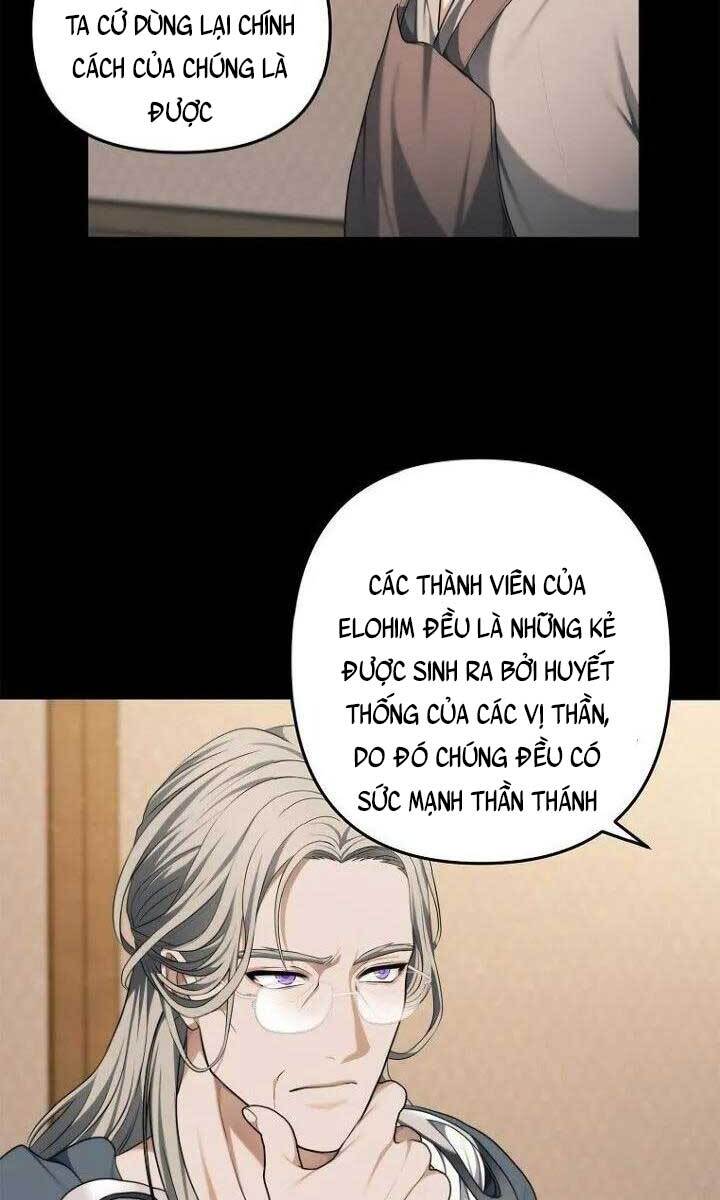 TA CỨ DÙNG LẠI CHÍNH
CÁCH CỦA CHÚNG LÀ
ĐƯỢC
CÁC THÀNH VIÊN CỦA
ELOHIM ĐỀU LÀ NHỮNG KẺ
ĐƯỢC SINH RA BỞI HUYẾT
THỐNG CỦA CÁC VỊ THẦN,
DO ĐÓ CHÚNG ĐỀU CÓ
SỨC MẠNH THẦN THÁNH